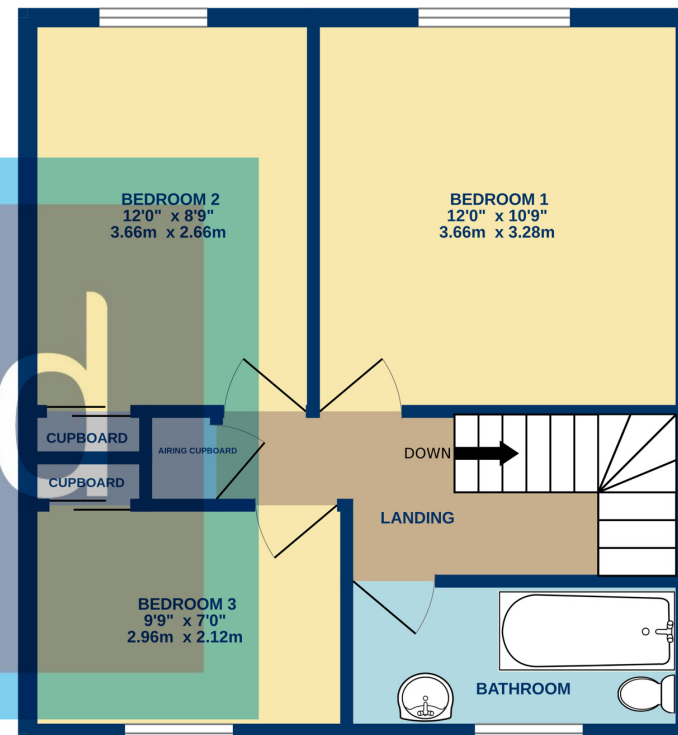 BEDROOM 2
12'0" x 8'9"
3.66m x 2.66m
BEDROOM 1
12'0" x 10'9"
3.66m x 3.28m
d
CUPBOARD
AIRING CUPBOARD
DOWN
CUPBOARD
LANDING
BEDROOM 3
9'9" x 7'0"
2.96m x 2.12m
BATHROOM